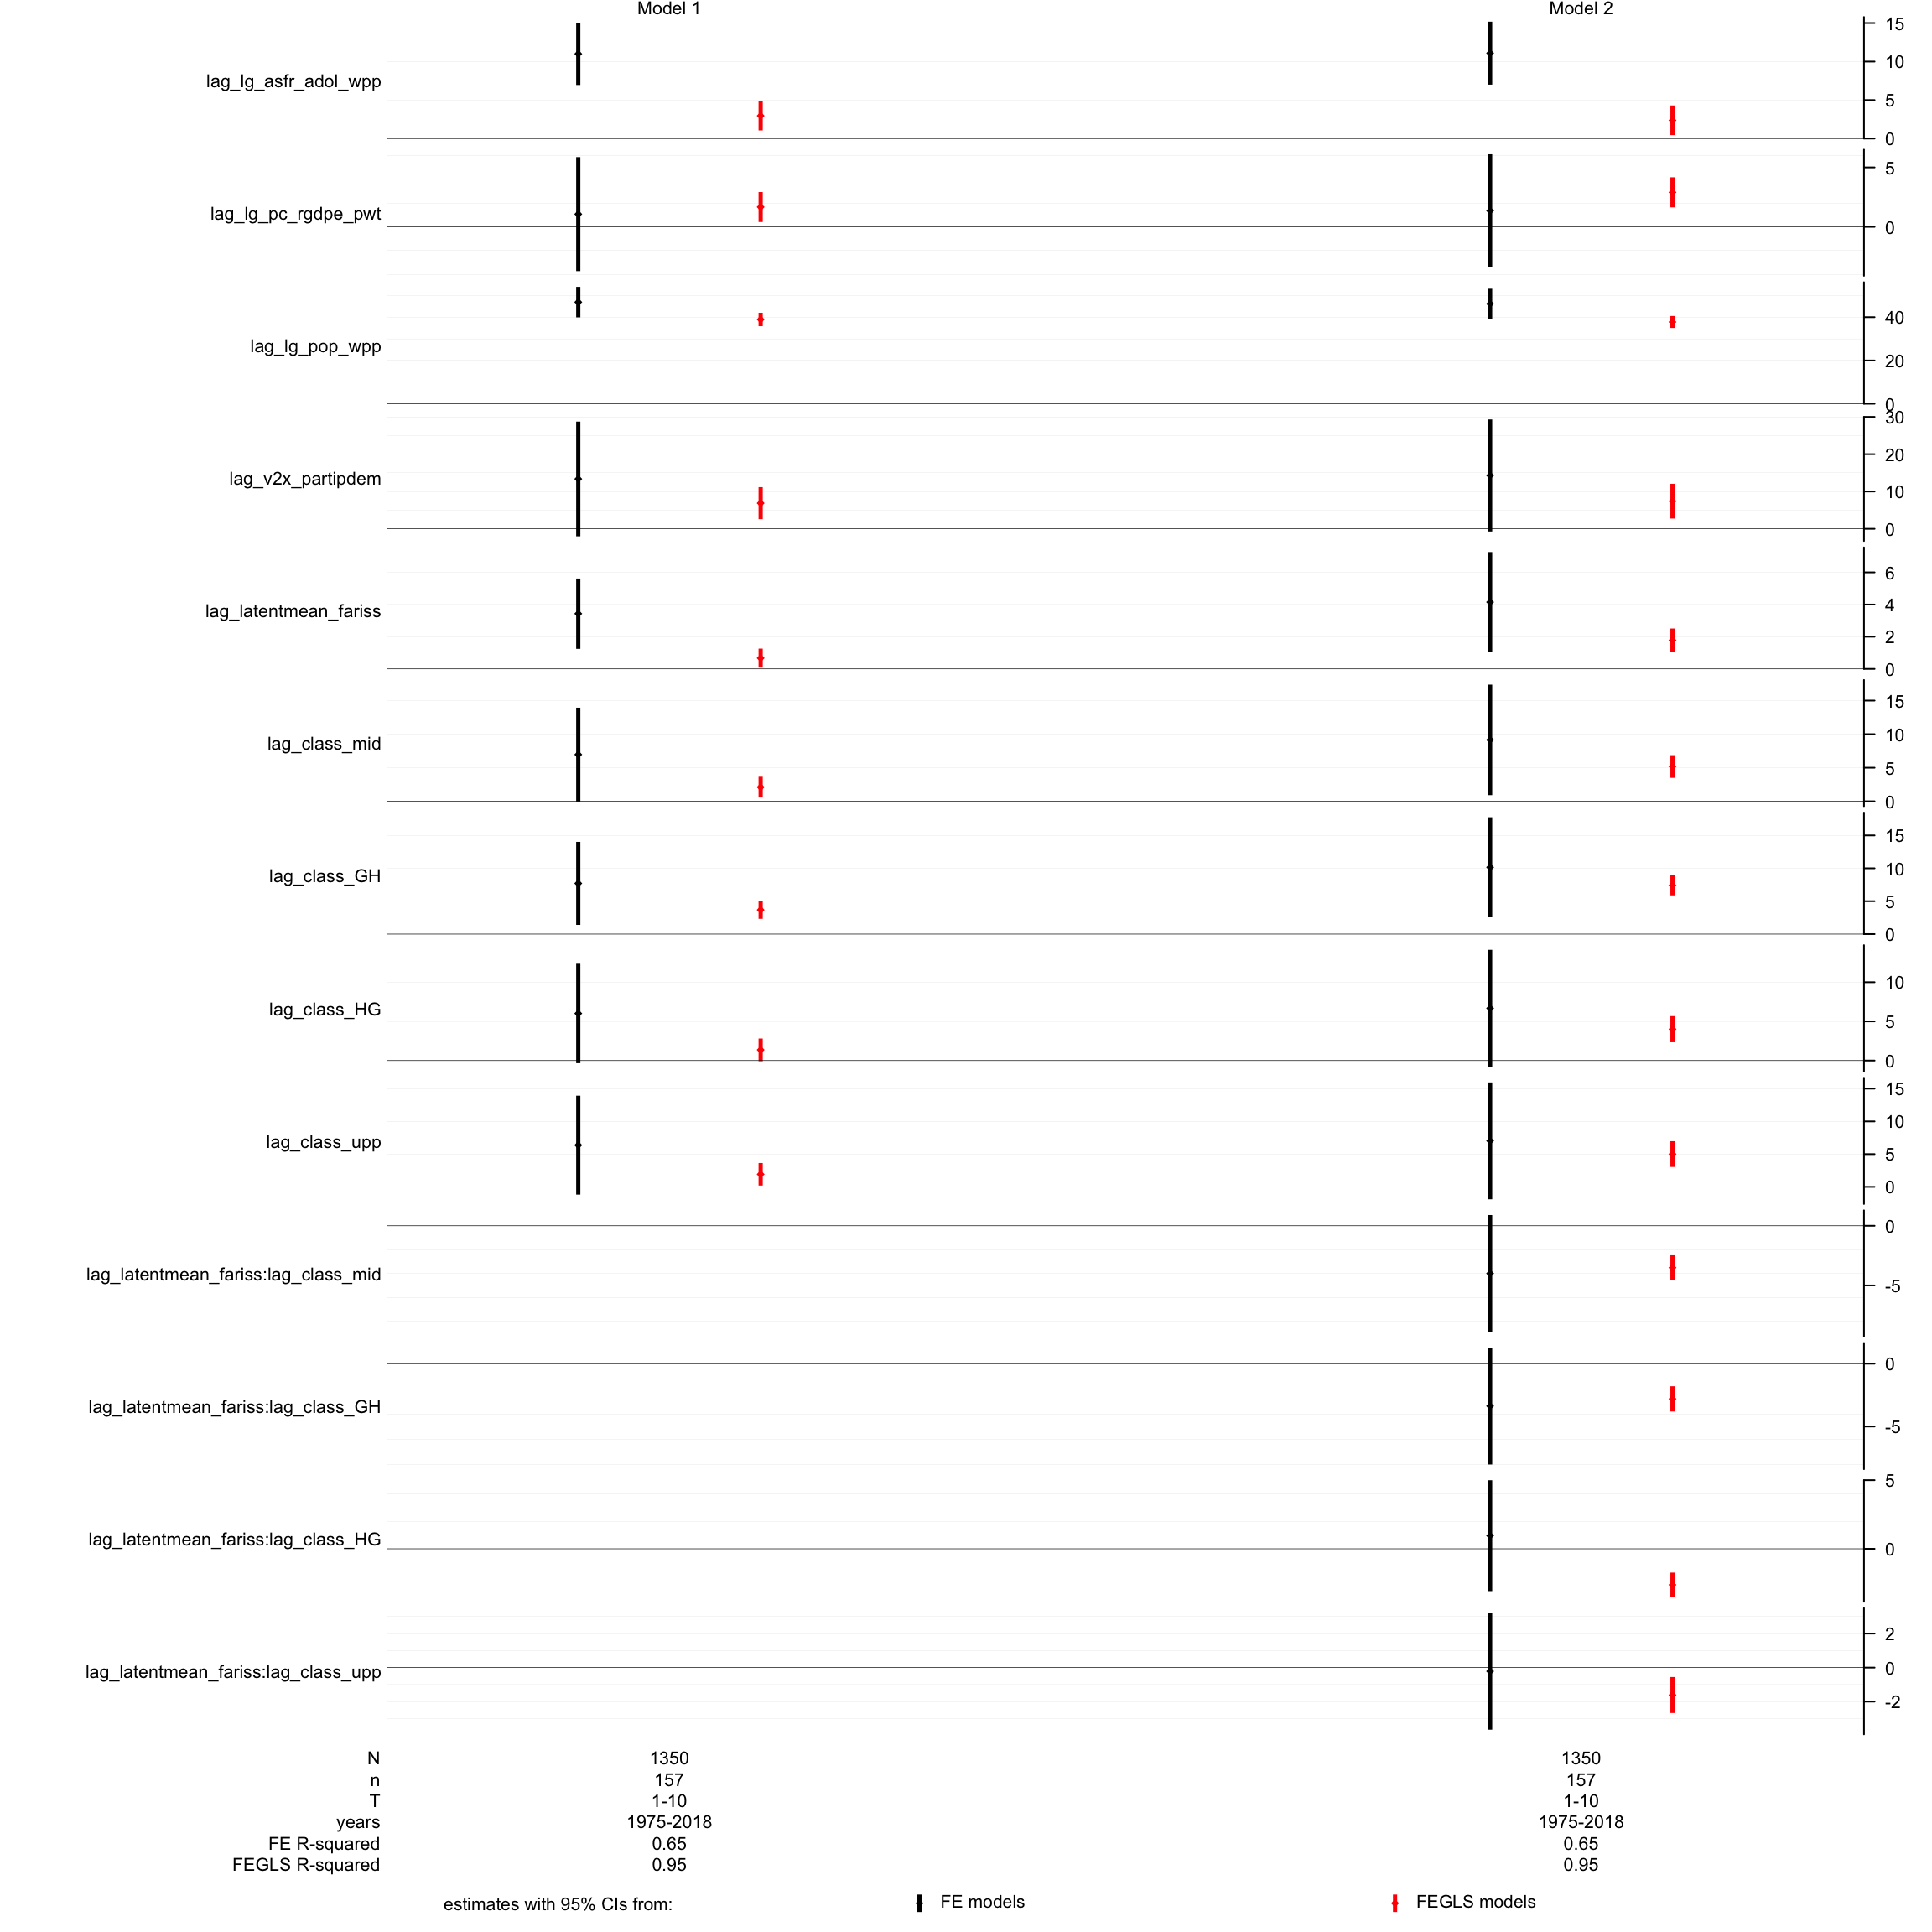 Model 1 Model 2
lag_lg_asfr_adol_wpp 15 10 5 0
lag_lg_pc_rgdpe_pwt 5 0
lag_lg_pop_wpp 40 20 0
lag_v2x_partipdem 30 20 10 0
lag_latentmean_fariss 6 4 2 0
lag_class_mid 15 10 5 0
lag_class_GH 15 10 5 0
lag_class_HG 10 5 0
lag_class_upp 15 10 5 0
lag_latentmean_fariss:lag_class_mid 0 -5
lag_latentmean_fariss:lag_class_GH 0 -5
lag_latentmean_fariss:lag_class_HG 5 0
lag_latentmean_fariss:lag_class_upp 2 0 -2
N 1350 1350
n 157 157
T 1-10 1-10
years 1975-2018 1975-2018
FE R-squared 0.65 0.65
FEGLS R-squared 0.95 0.95
estimates with 95% CIs from: FE models FEGLS models